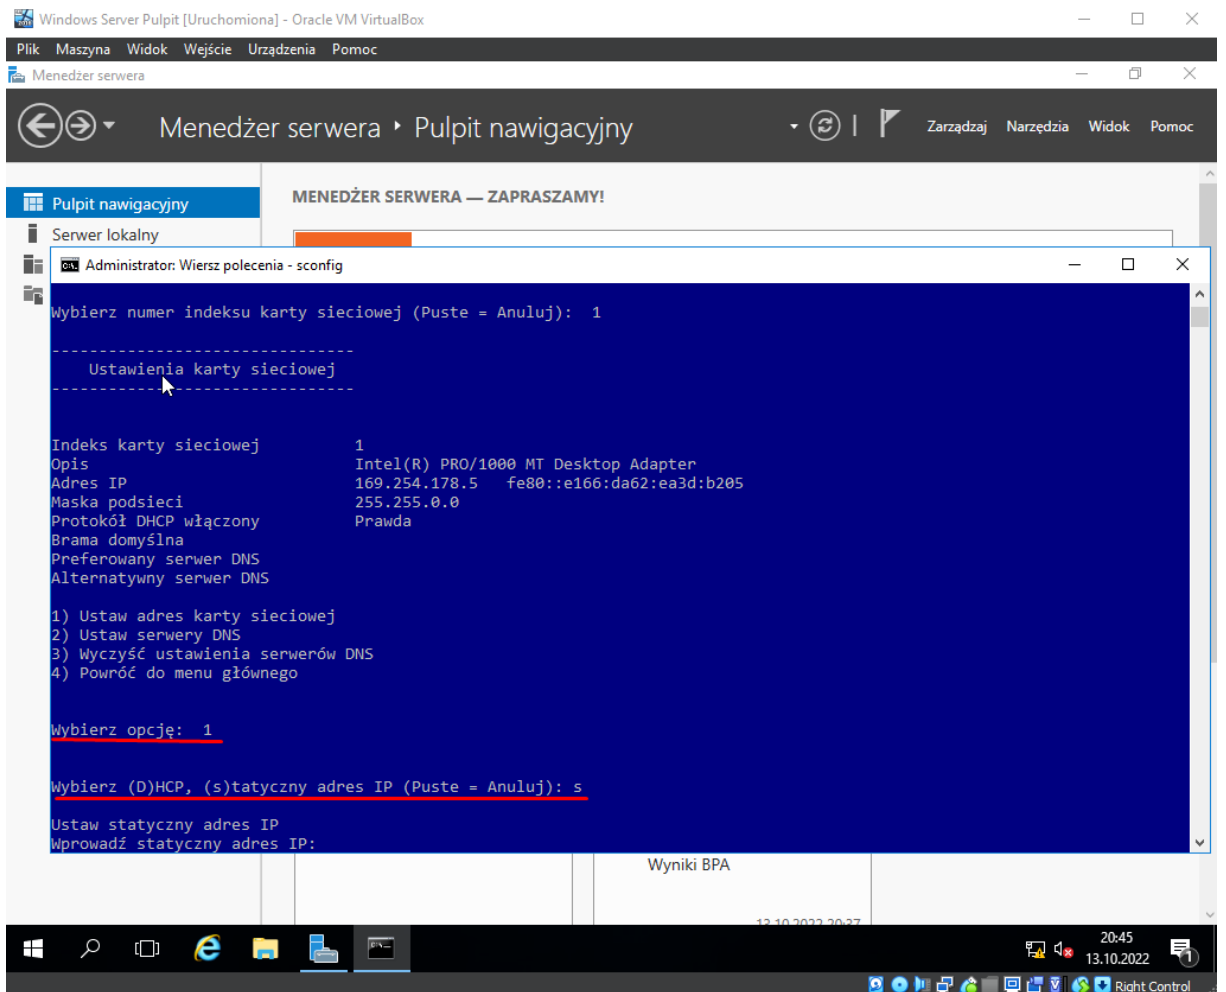 Windows Server Pulpit [Uruchomiona] - Oracle VM VirtualBox
Plik Maszyna Widok Wejście Urządzenia Pomoc
Menedżer serwera
Menedżer serwera Pulpit nawigacyjny
Zarządzaj Narzędzia Widok Pomoc
Pulpit nawigacyjny
MENEDŻER SERWERA — ZAPRASZAMY!
Serwer lokalny
Administrator: Wiersz polecenia - sconfig
Wybierz numer indeksu karty sieciowej (Puste = Anuluj): 1
--------------------------------
Ustawienia karty sieciowej
--------------------------------
Indeks karty sieciowej 1
Opis Intel(R) PRO/1000 MT Desktop Adapter
Adres IP 169.254.178.5 fe80::e166:da62:ea3d:b205
Maska podsieci 255.255.0.0
Protokół DHCP włączony Prawda
Brama domyślna
Preferowany serwer DNS
Alternatywny serwer DNS
1) Ustaw adres karty sieciowej
2) Ustaw serwery DNS
3) Wyczyść ustawienia serwerów DNS
4) Powróć do menu głównego
Wybierz opcję: 1
Wybierz (D)HCP, (s)tatyczny adres IP (Puste = Anuluj): s
Ustaw statyczny adres IP
Wprowadź statyczny adres IP:
Wyniki BPA
13.10.2022 20:37
20:45
13.10.2022
1
Right Control